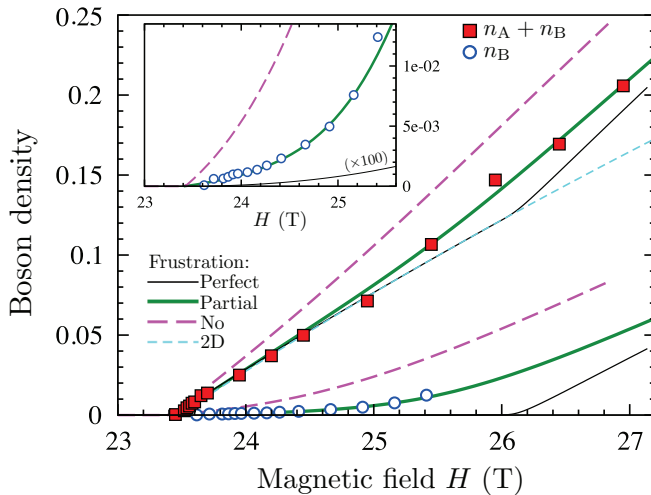 0.25
0.2
0.15
0.1
0.05
0
Boson density
23
24
25
26
27
Magnetic field H (T)
n_A + n_B
n_B
Frustration:
Perfect
Partial
No
2D
1e-02
5e-03
0
(×100)
23
24
25
H (T)